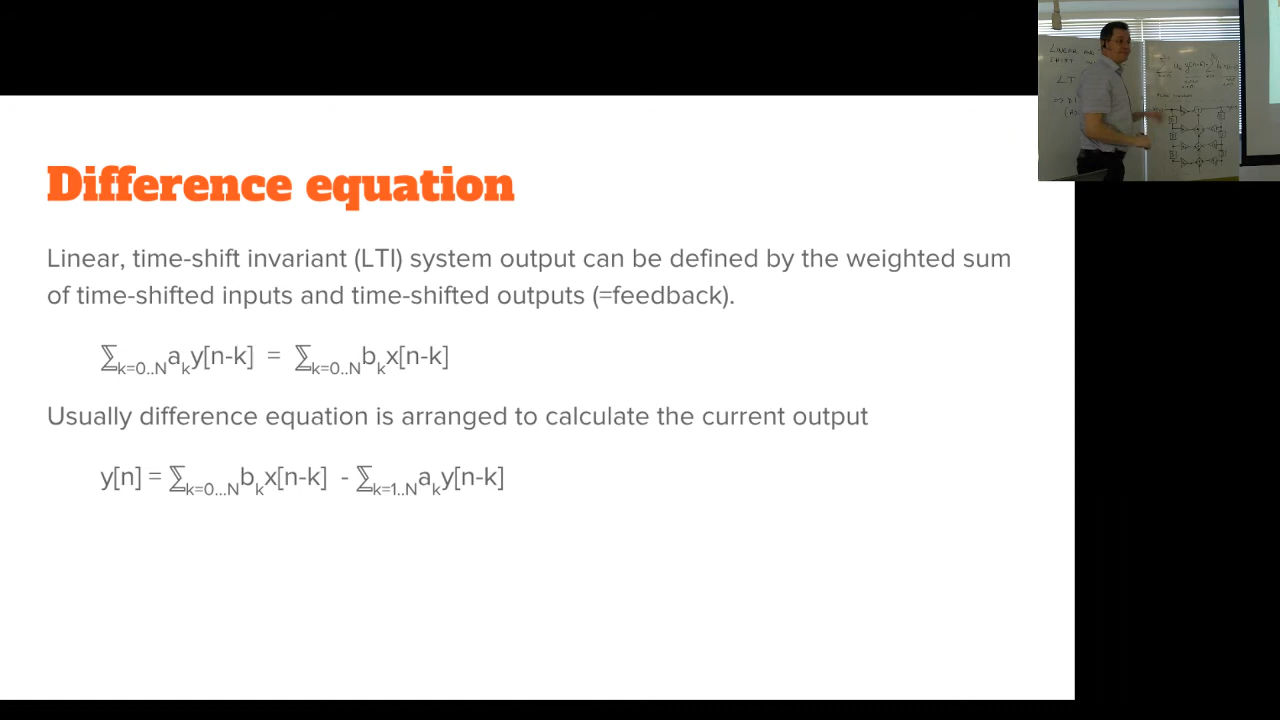 Difference equation
Linear, time-shift invariant (LTI) system output can be defined by the weighted sum
of time-shifted inputs and time-shifted outputs (=feedback).
∑k=0..N aky[n-k] = ∑k=0..N bkx[n-k]
Usually difference equation is arranged to calculate the current output
y[n] = ∑k=0...N bkx[n-k] - ∑k=1..N aky[n-k]
LINEAR
SHIFT